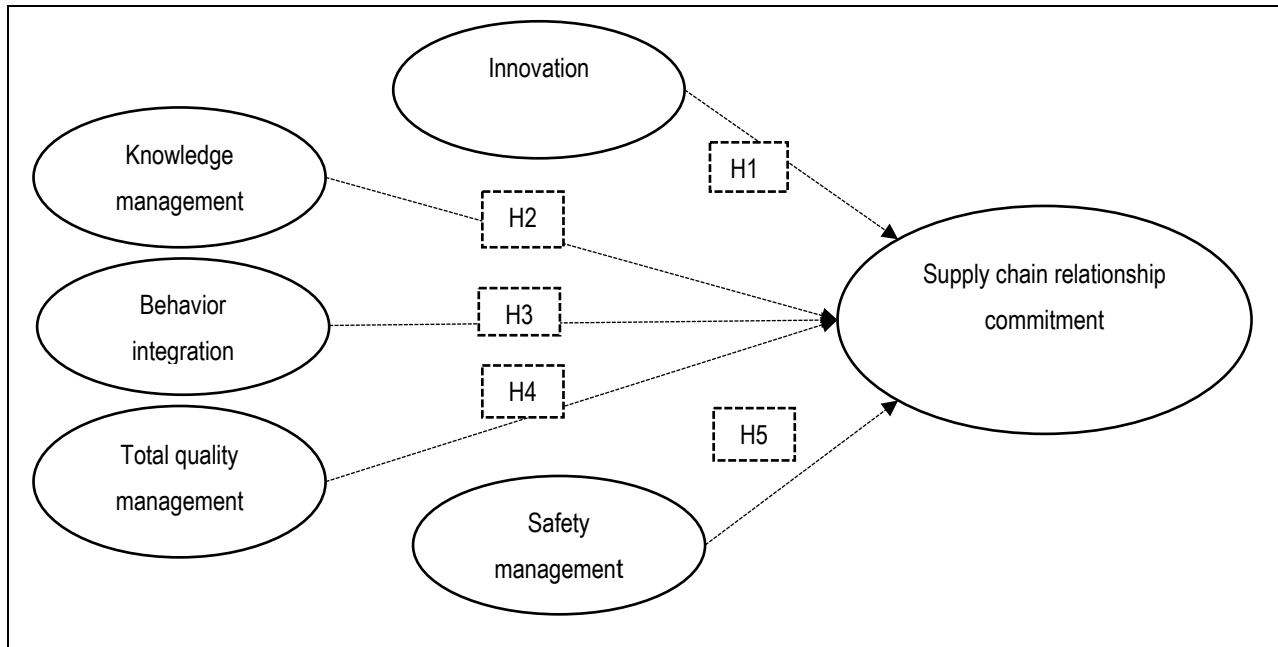 Innovation
H1
Knowledge
management
H2
Behavior
integration
H3
Total quality
management
H4
Safety
management
H5
Supply chain relationship
commitment